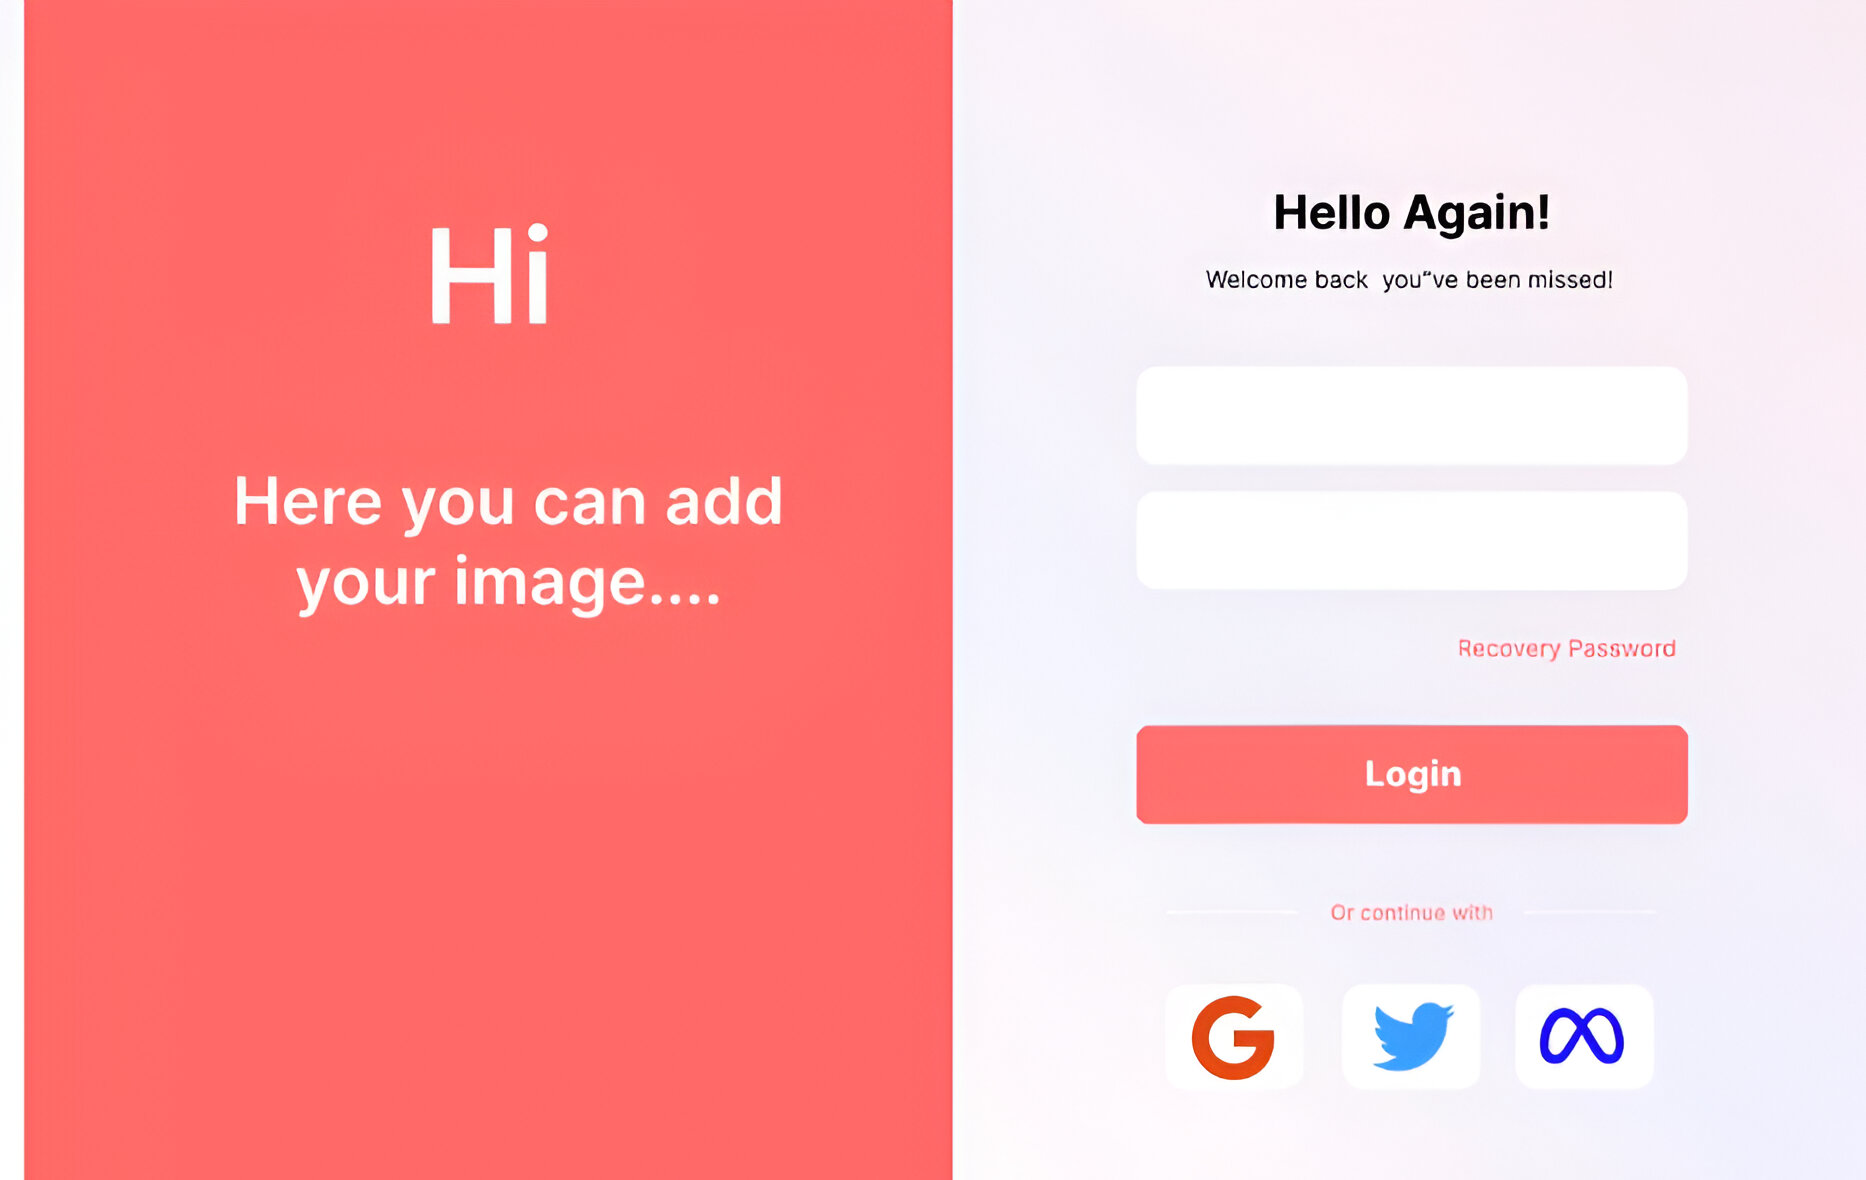 Hi
Here you can add
your image....
Hello Again!
Welcome back  you"ve been missed!
Recovery Password
Login
Or continue with